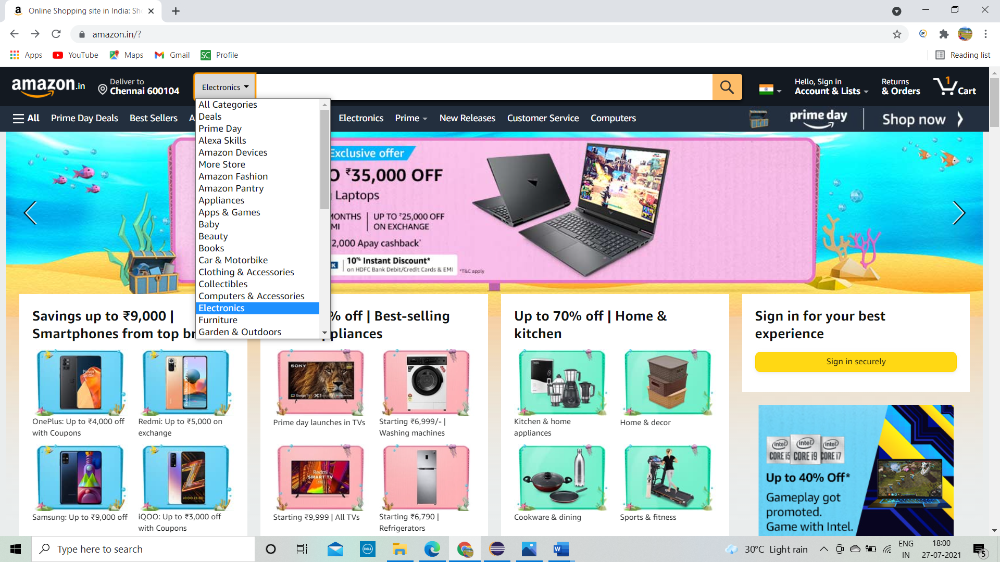 Online Shopping site in India: Sh
amazon.in/?
Apps YouTube Maps Gmail SC Profile Reading list
amazon.in
Deliver to
Chennai 600104
Electronics
Hello, Sign in
Account & Lists
Returns
& Orders
1
Cart
All Prime Day Deals Best Sellers A Electronics Prime New Releases Customer Service Computers
prime day
Shop now
All Categories
Deals
Prime Day
Alexa Skills
Amazon Devices
More Store
Amazon Fashion
Amazon Pantry
Appliances
Apps & Games
Baby
Beauty
Books
Car & Motorbike
Clothing & Accessories
Collectibles
Computers & Accessories
Electronics
Furniture
Garden & Outdoors
Exclusive offer
O ₹35,000 OFF
Laptops
MONTHS
MI
UP TO ₹25,000 OFF
ON EXCHANGE
2,000 Apay cashback*
10% Instant Discount*
on HDFC Bank Debit/Credit Cards & EMI
*T&C apply
Savings up to ₹9,000 |
Smartphones from top br
OnePlus: Up to ₹4,000 off
with Coupons
Redmi: Up to ₹5,000 on
exchange
Samsung: Up to ₹9,000 off
iQOO: Up to ₹3,000 off
with Coupons
% off | Best-selling
pliances
SONY
Prime day launches in TVs
Starting ₹6,999/- |
Washing machines
Redmi
SMART TV
Starting ₹9,999 | All TVs
Starting ₹6,790 |
Refrigerators
Up to 70% off | Home &
kitchen
Kitchen & home
appliances
Home & decor
Cookware & dining
Sports & fitness
Sign in for your best
experience
Sign in securely
intel CORE i5
intel CORE i9
intel CORE i7
Up to 40% Off*
Gameplay got
promoted.
Game with Intel.
Type here to search
DELL
W
30°C Light rain
ENG
IN
18:00
27-07-2021
5